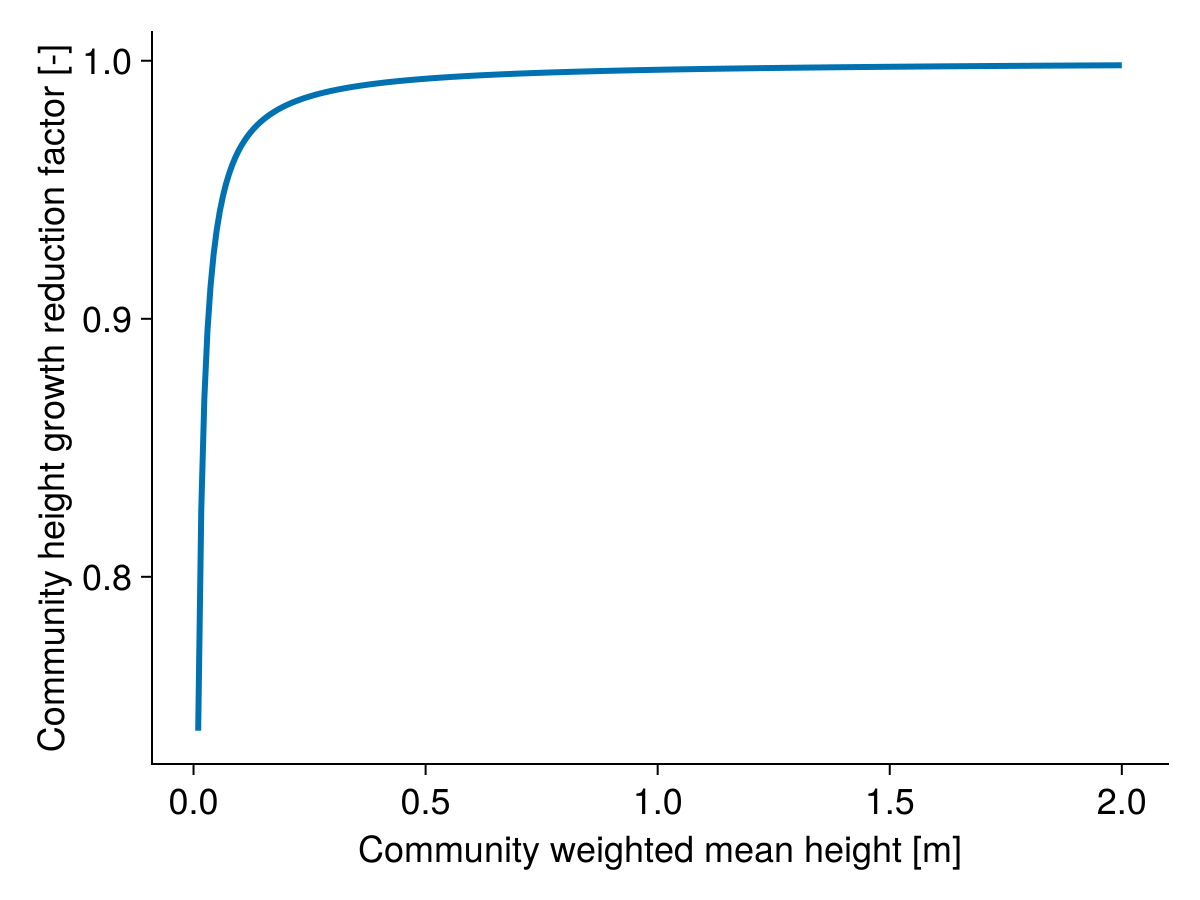 Community height growth reduction factor [-]
1.0
0.9
0.8
0.0 0.5 1.0 1.5 2.0
Community weighted mean height [m]